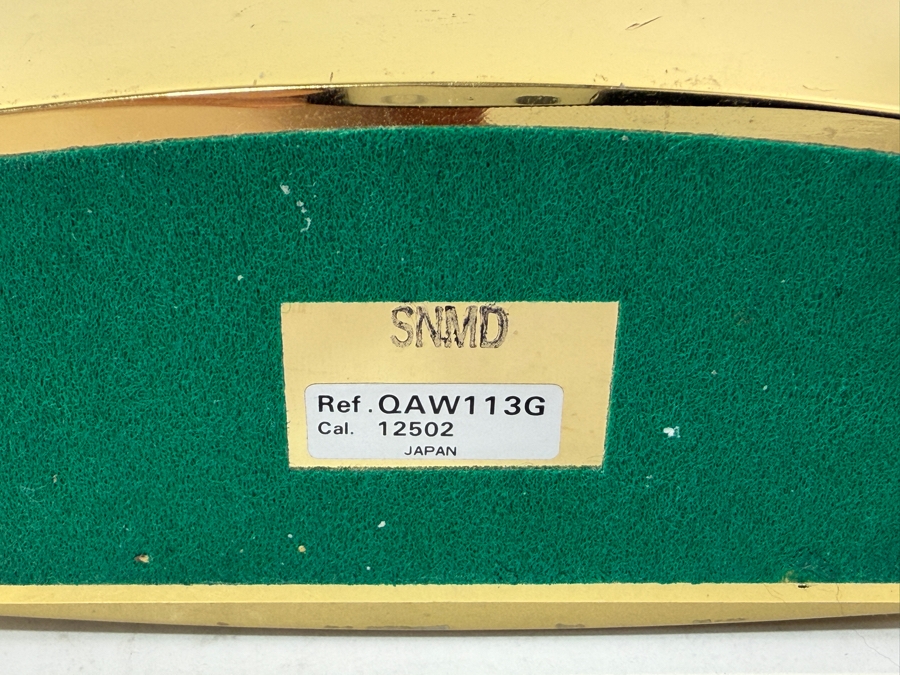 SNMD
Ref. QAW113G
Cal. 12502
JAPAN